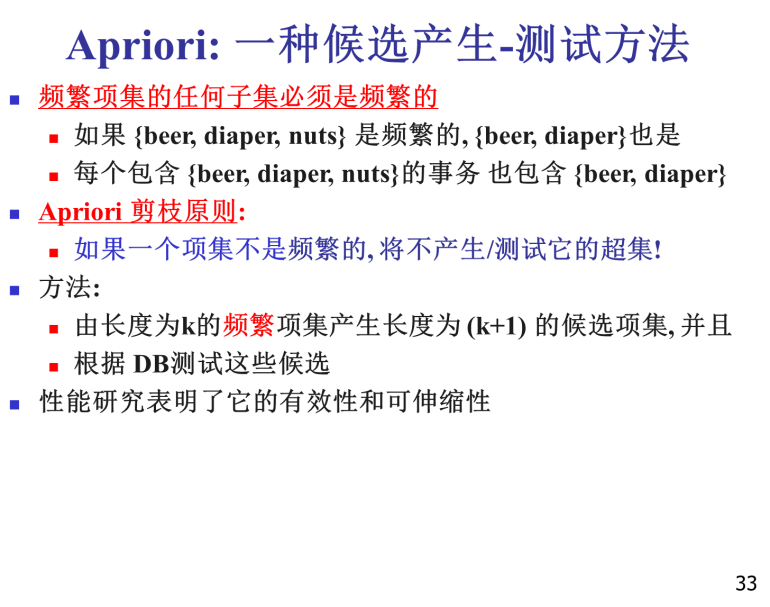 Apriori: 一种候选产生-测试方法
频繁项集的任何子集必须是频繁的
如果 {beer, diaper, nuts} 是频繁的, {beer, diaper}也是
每个包含 {beer, diaper, nuts}的事务 也包含 {beer, diaper}
Apriori 剪枝原则:
如果一个项集不是频繁的, 将不产生/测试它的超集!
方法:
由长度为k的频繁项集产生长度为 (k+1) 的候选项集, 并且
根据 DB测试这些候选
性能研究表明了它的有效性和可伸缩性
33